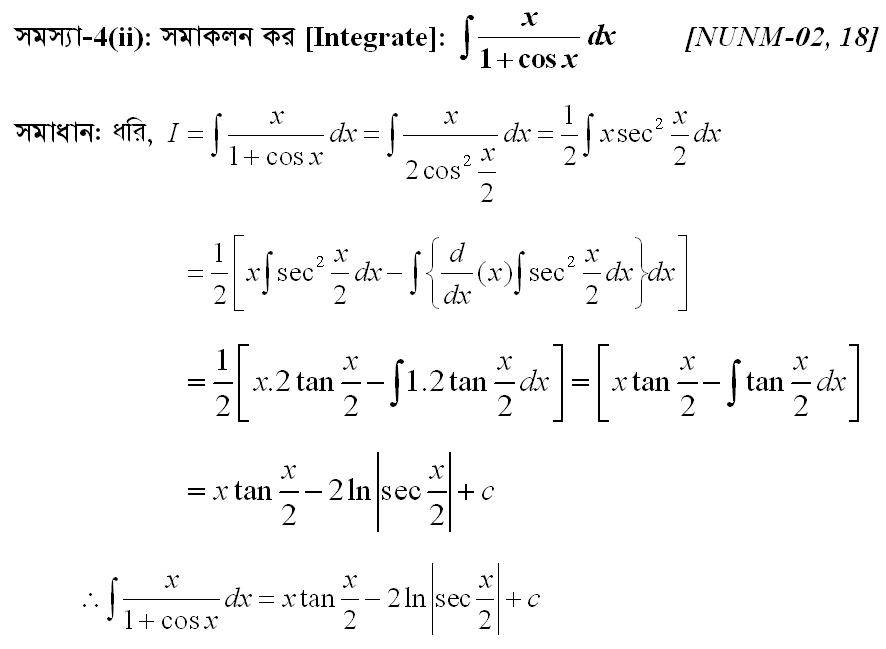 সমস্যা-4(ii): সমাকলন কর [Integrate]: ∫ x/(1+cos x) dx [NUNM-02, 18]
সমাধান: ধরি, I = ∫ x/(1+cos x) dx = ∫ x/(2cos² x/2) dx = 1/2 ∫ x sec² x/2 dx
= 1/2 [x∫sec² x/2 dx − ∫{d/dx (x)∫sec² x/2 dx}dx]
= 1/2 [x.2 tan x/2 − ∫1.2 tan x/2 dx] = [x tan x/2 − ∫tan x/2 dx]
= x tan x/2 − 2 ln|sec x/2| + c
∴ ∫ x/(1+cos x) dx = x tan x/2 − 2 ln|sec x/2| + c